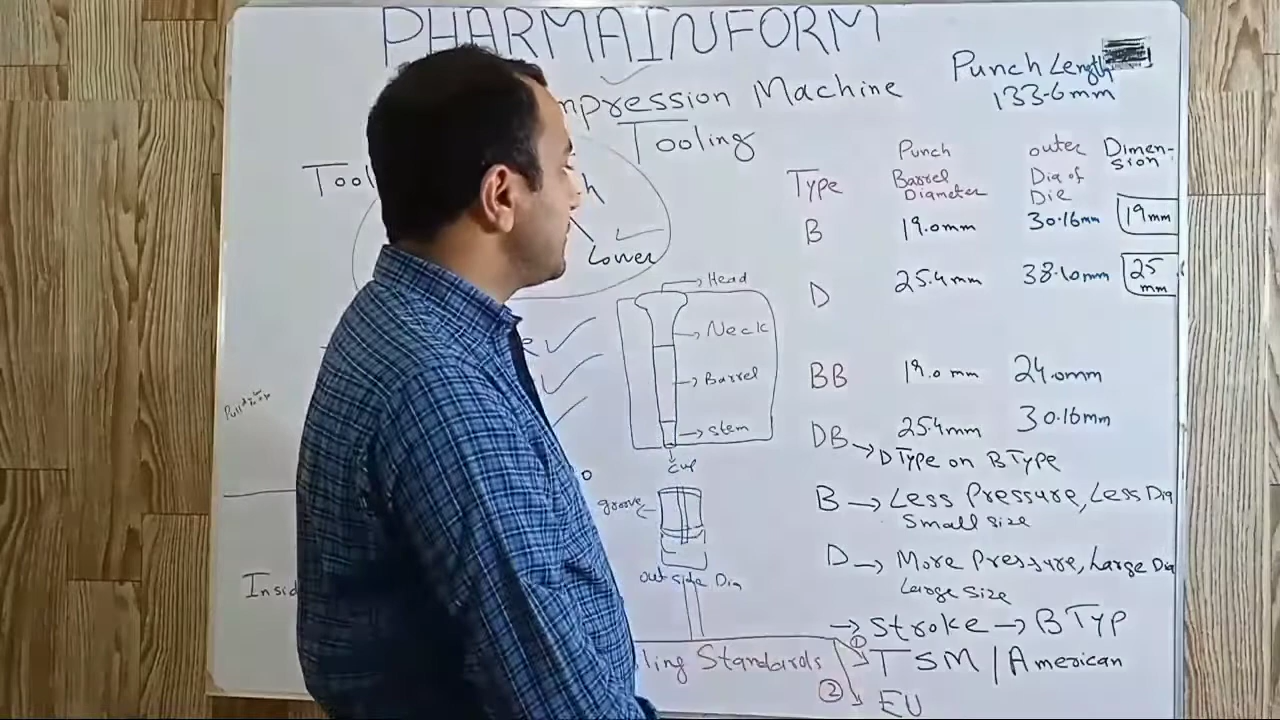 PHARMAINFORM
mpression Machine
Tooling
Punch Length
133.6mm
Tool
Lower
Type
Punch Barrel Diameter
outer Dia of Die
Dimen-
sion
B 19.0mm 30.16mm 19mm
D 25.4mm 38.10mm 25 mm
BB 19.0 mm 24.0mm
DB 25.4mm 30.16mm
→ D Type on B Type
Head
Neck
Barrel
Stem
Cup
groove
out side Dia
B → Less Pressure, Less Dia
Small size
D → More Pressure, Large Dia
Large Size
→ Stroke → B Typ
Insid
ling Standards
① TSM / American
② EU